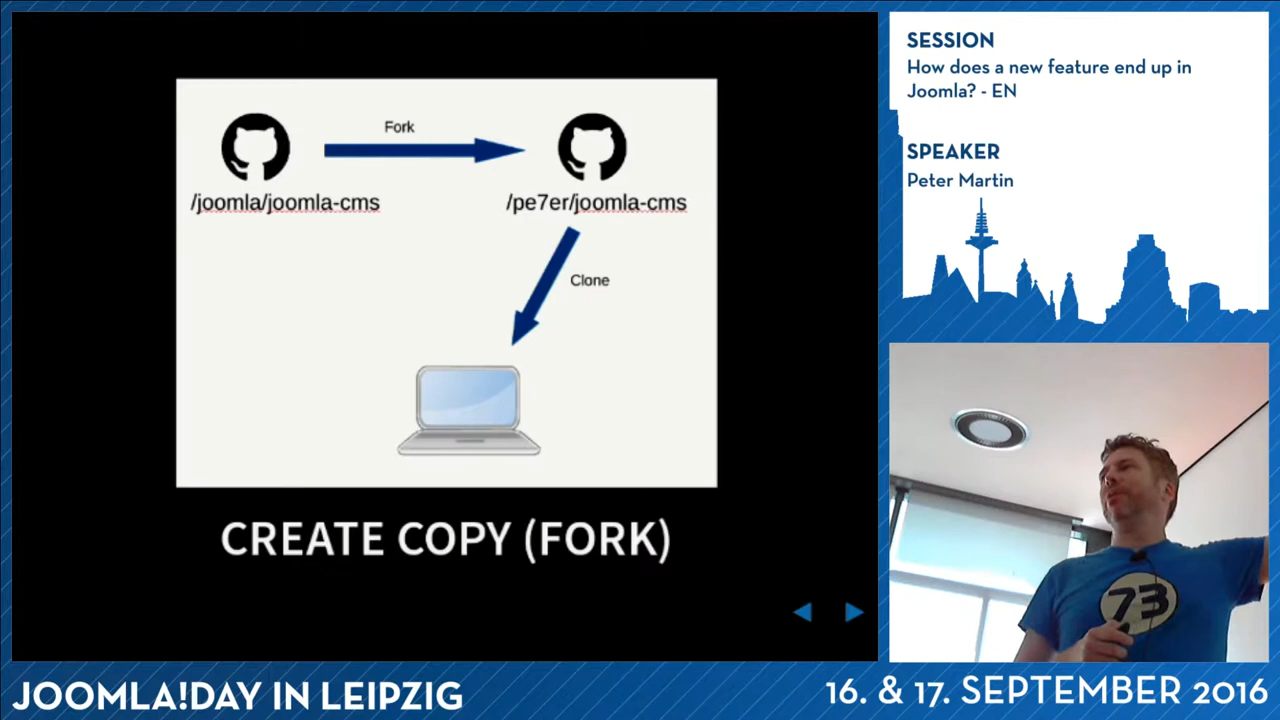 Fork
/joomla/joomla-cms
/pe7er/joomla-cms
Clone
CREATE COPY (FORK)
SESSION
How does a new feature end up in
Joomla? - EN
SPEAKER
Peter Martin
73
JOOMLA!DAY IN LEIPZIG
16. & 17. SEPTEMBER 2016